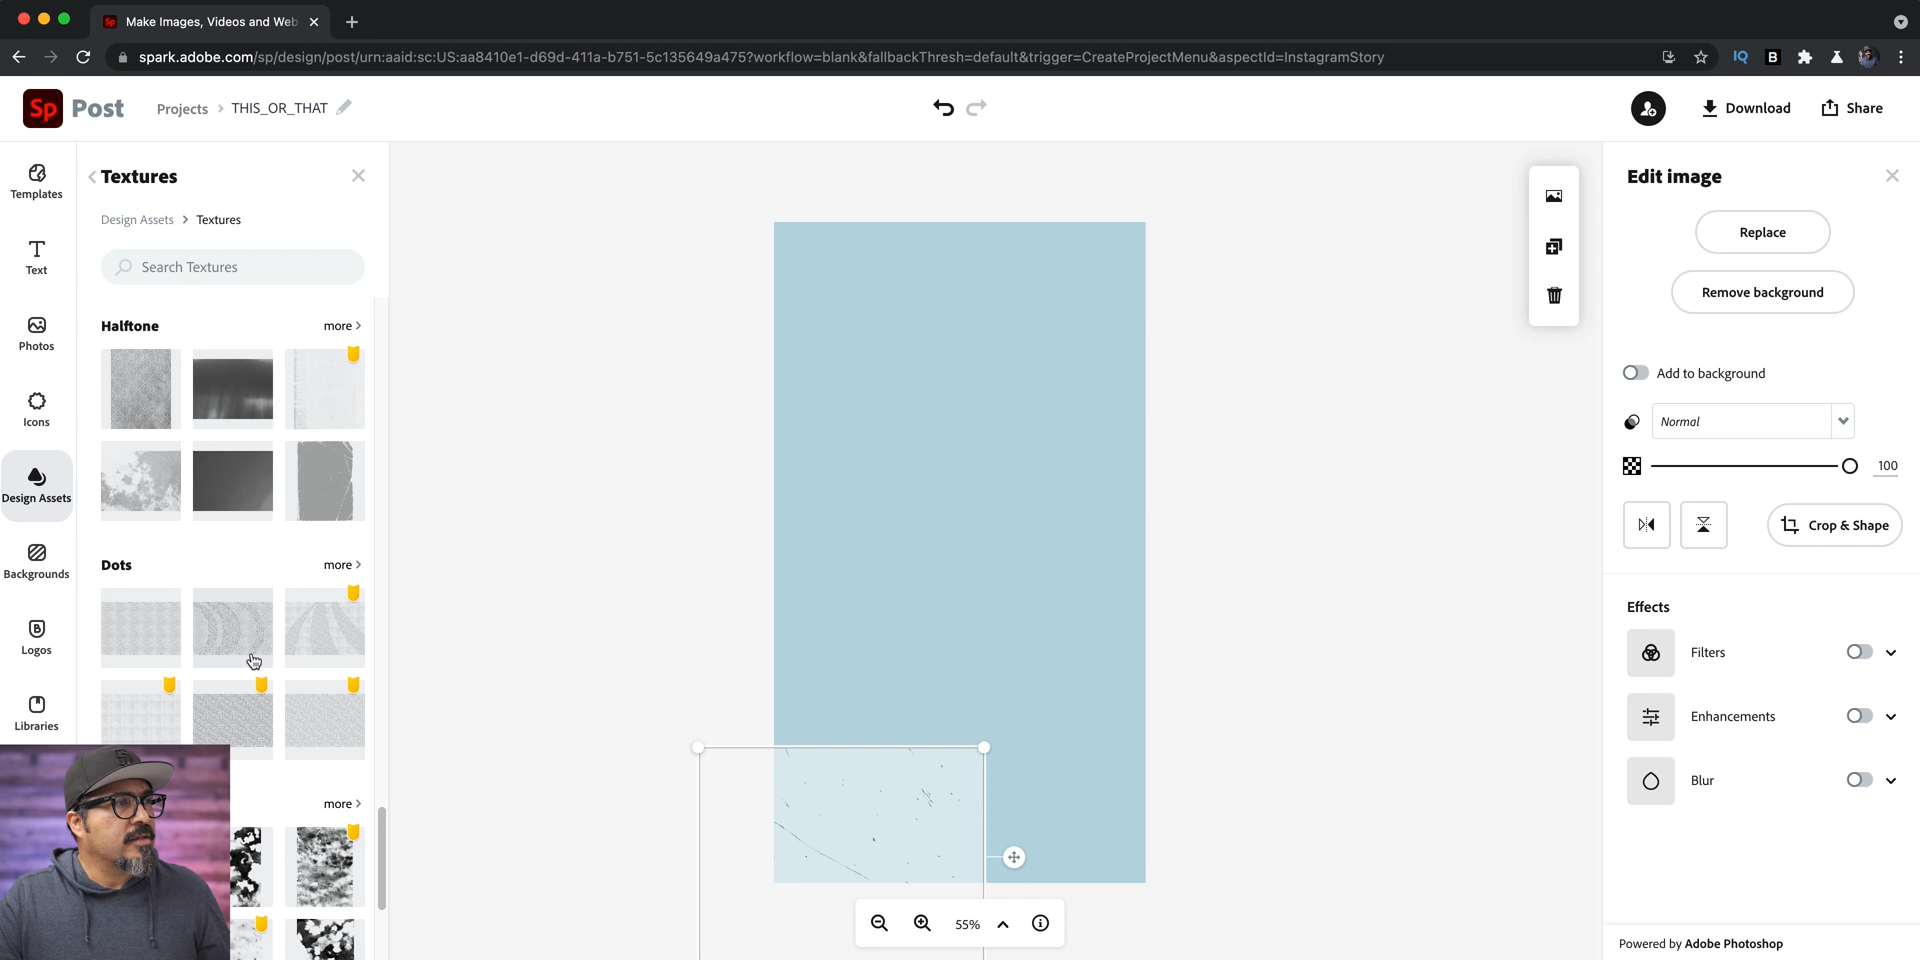 Sp Make Images, Videos and Web
spark.adobe.com/sp/design/post/urn:aaid:sc:US:aa8410e1-d69d-411a-b751-5c135649a475?workflow=blank&fallbackThresh=default&trigger=CreateProjectMenu&aspectId=InstagramStory
IQ B
Sp Post Projects THIS_OR_THAT Download Share
Templates
Text
Photos
Icons
Design Assets
Backgrounds
B
Logos
Libraries
Textures
Design Assets > Textures
Search Textures
Halftone more
Dots more
more
55%
Edit image
Replace
Remove background
Add to background
Normal
100
Crop & Shape
Effects
Filters
Enhancements
Blur
Powered by Adobe Photoshop